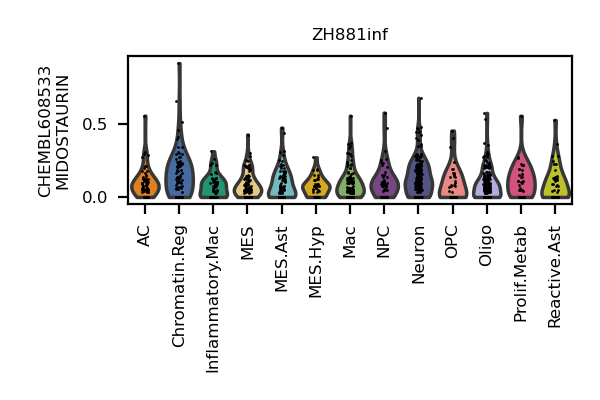 ZH881inf
CHEMBL608533
MIDOSTAURIN
0.5
0.0
AC
Chromatin.Reg
Inflammatory.Mac
MES
MES.Ast
MES.Hyp
Mac
NPC
Neuron
OPC
Oligo
Prolif.Metab
Reactive.Ast